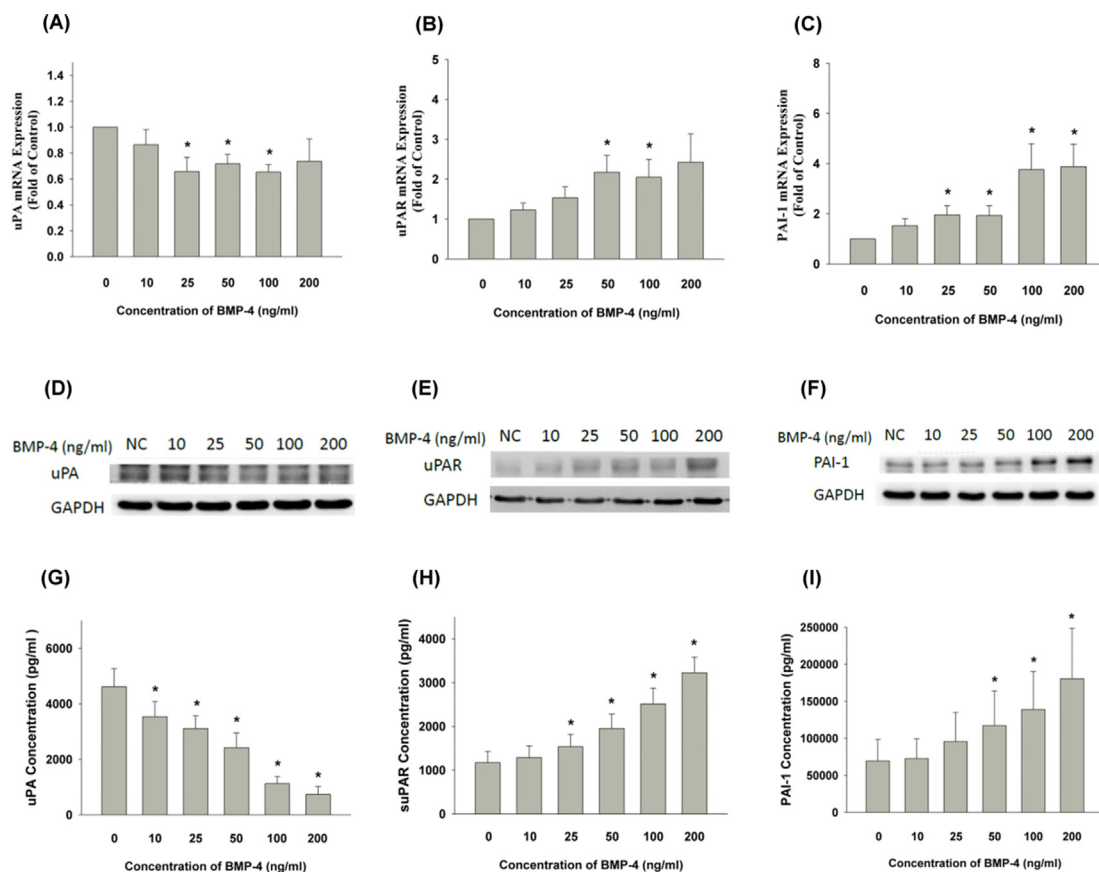 (A)
uPA mRNA Expression
(Fold of Control)
1.4
1.2
1.0
0.8
0.6
0.4
0.2
0.0
* * *
0 10 25 50 100 200
Concentration of BMP-4 (ng/ml)
(B)
uPAR mRNA Expression
(Fold of Control)
5
4
3
2
1
0
* *
0 10 25 50 100 200
Concentration of BMP-4 (ng/ml)
(C)
PAI-1 mRNA Expression
(Fold of Control)
8
6
4
2
0
* * * *
0 10 25 50 100 200
Concentration of BMP-4 (ng/ml)
(D)
BMP-4 (ng/ml) NC 10 25 50 100 200
uPA
GAPDH
(E)
BMP-4 (ng/ml) NC 10 25 50 100 200
uPAR
GAPDH
(F)
BMP-4 (ng/ml) NC 10 25 50 100 200
PAI-1
GAPDH
(G)
uPA Concentration (pg/ml )
6000
4000
2000
0
* * * * *
0 10 25 50 100 200
Concentration of BMP-4 (ng/ml)
(H)
suPAR Concentration (pg/ml)
4000
3000
2000
1000
0
* * * *
0 10 25 50 100 200
Concentration of BMP-4 (ng/ml)
(I)
PAI-1 Concentration (pg/ml)
250000
200000
150000
100000
50000
0
* * *
0 10 25 50 100 200
Concentration of BMP-4 (ng/ml)